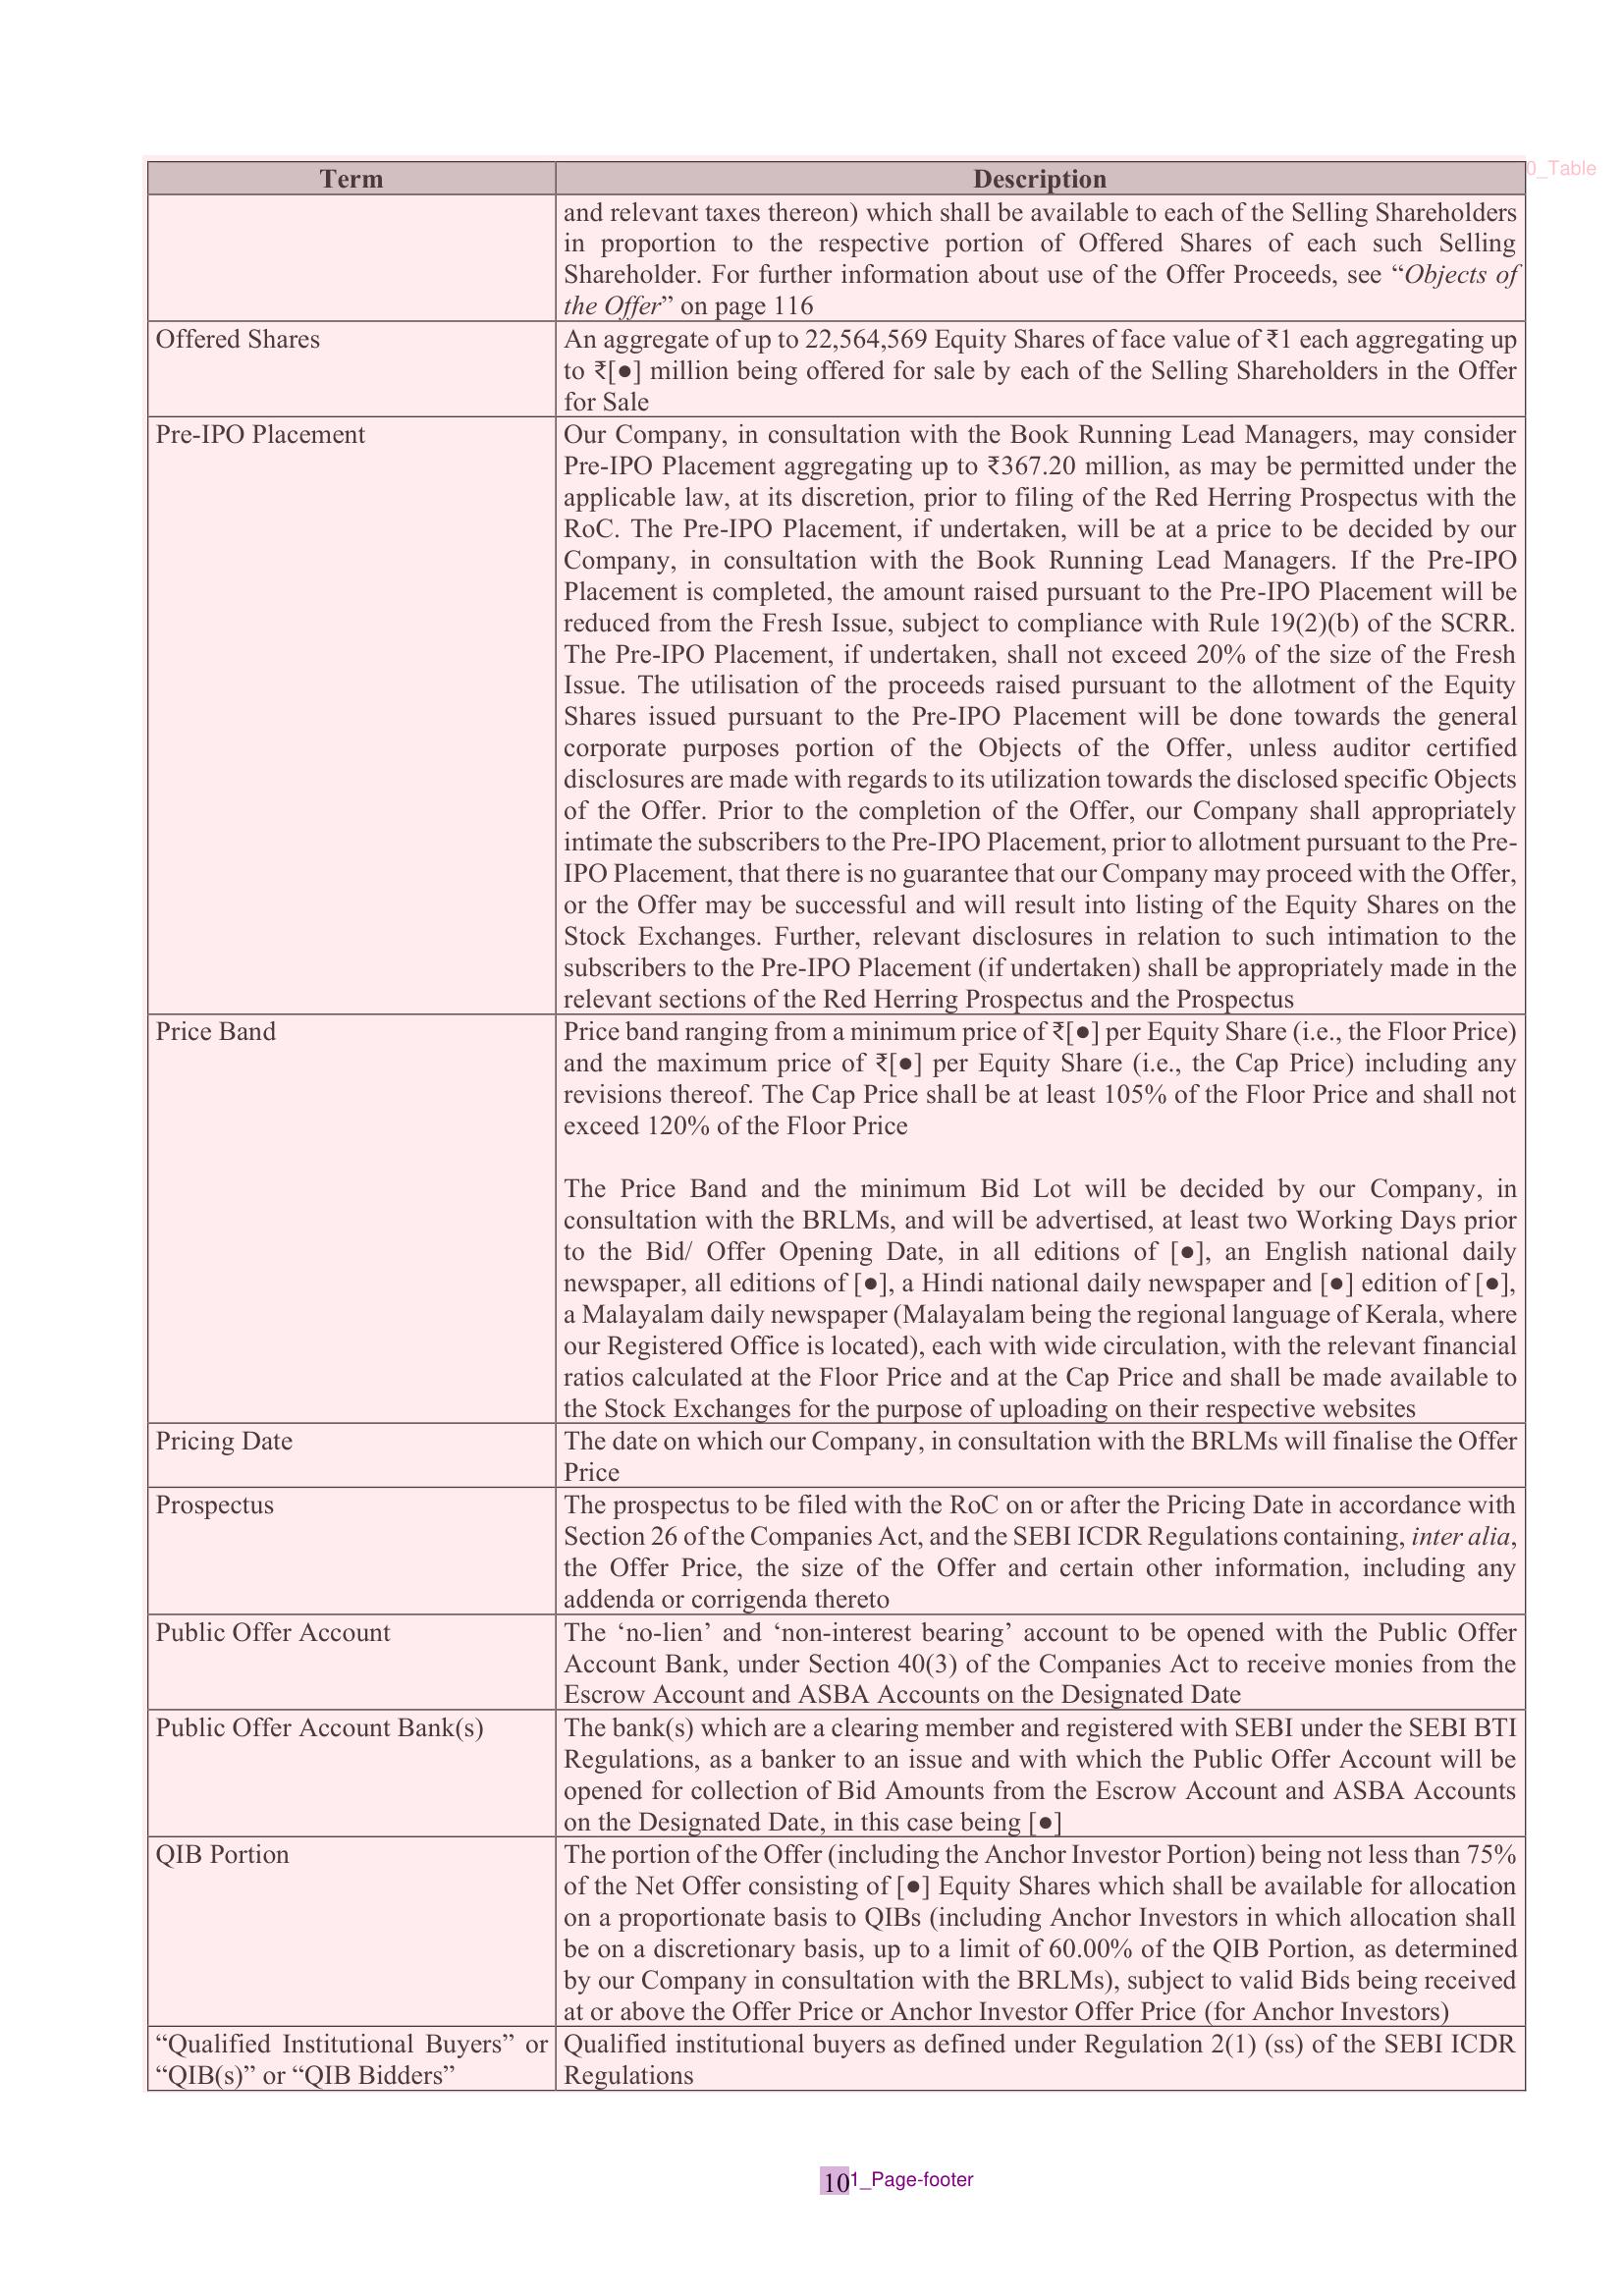 Term Description
0_Table
and relevant taxes thereon) which shall be available to each of the Selling Shareholders
in proportion to the respective portion of Offered Shares of each such Selling
Shareholder. For further information about use of the Offer Proceeds, see “Objects of
the Offer” on page 116
Offered Shares
An aggregate of up to 22,564,569 Equity Shares of face value of ₹1 each aggregating up
to ₹[●] million being offered for sale by each of the Selling Shareholders in the Offer
for Sale
Pre-IPO Placement
Our Company, in consultation with the Book Running Lead Managers, may consider
Pre-IPO Placement aggregating up to ₹367.20 million, as may be permitted under the
applicable law, at its discretion, prior to filing of the Red Herring Prospectus with the
RoC. The Pre-IPO Placement, if undertaken, will be at a price to be decided by our
Company, in consultation with the Book Running Lead Managers. If the Pre-IPO
Placement is completed, the amount raised pursuant to the Pre-IPO Placement will be
reduced from the Fresh Issue, subject to compliance with Rule 19(2)(b) of the SCRR.
The Pre-IPO Placement, if undertaken, shall not exceed 20% of the size of the Fresh
Issue. The utilisation of the proceeds raised pursuant to the allotment of the Equity
Shares issued pursuant to the Pre-IPO Placement will be done towards the general
corporate purposes portion of the Objects of the Offer, unless auditor certified
disclosures are made with regards to its utilization towards the disclosed specific Objects
of the Offer. Prior to the completion of the Offer, our Company shall appropriately
intimate the subscribers to the Pre-IPO Placement, prior to allotment pursuant to the Pre-
IPO Placement, that there is no guarantee that our Company may proceed with the Offer,
or the Offer may be successful and will result into listing of the Equity Shares on the
Stock Exchanges. Further, relevant disclosures in relation to such intimation to the
subscribers to the Pre-IPO Placement (if undertaken) shall be appropriately made in the
relevant sections of the Red Herring Prospectus and the Prospectus
Price Band
Price band ranging from a minimum price of ₹[●] per Equity Share (i.e., the Floor Price)
and the maximum price of ₹[●] per Equity Share (i.e., the Cap Price) including any
revisions thereof. The Cap Price shall be at least 105% of the Floor Price and shall not
exceed 120% of the Floor Price
The Price Band and the minimum Bid Lot will be decided by our Company, in
consultation with the BRLMs, and will be advertised, at least two Working Days prior
to the Bid/ Offer Opening Date, in all editions of [●], an English national daily
newspaper, all editions of [●], a Hindi national daily newspaper and [●] edition of [●],
a Malayalam daily newspaper (Malayalam being the regional language of Kerala, where
our Registered Office is located), each with wide circulation, with the relevant financial
ratios calculated at the Floor Price and at the Cap Price and shall be made available to
the Stock Exchanges for the purpose of uploading on their respective websites
Pricing Date
The date on which our Company, in consultation with the BRLMs will finalise the Offer
Price
Prospectus
The prospectus to be filed with the RoC on or after the Pricing Date in accordance with
Section 26 of the Companies Act, and the SEBI ICDR Regulations containing, inter alia,
the Offer Price, the size of the Offer and certain other information, including any
addenda or corrigenda thereto
Public Offer Account
The ‘no-lien’ and ‘non-interest bearing’ account to be opened with the Public Offer
Account Bank, under Section 40(3) of the Companies Act to receive monies from the
Escrow Account and ASBA Accounts on the Designated Date
Public Offer Account Bank(s)
The bank(s) which are a clearing member and registered with SEBI under the SEBI BTI
Regulations, as a banker to an issue and with which the Public Offer Account will be
opened for collection of Bid Amounts from the Escrow Account and ASBA Accounts
on the Designated Date, in this case being [●]
QIB Portion
The portion of the Offer (including the Anchor Investor Portion) being not less than 75%
of the Net Offer consisting of [●] Equity Shares which shall be available for allocation
on a proportionate basis to QIBs (including Anchor Investors in which allocation shall
be on a discretionary basis, up to a limit of 60.00% of the QIB Portion, as determined
by our Company in consultation with the BRLMs), subject to valid Bids being received
at or above the Offer Price or Anchor Investor Offer Price (for Anchor Investors)
“Qualified Institutional Buyers” or
“QIB(s)” or “QIB Bidders”
Qualified institutional buyers as defined under Regulation 2(1) (ss) of the SEBI ICDR
Regulations
10
1_Page-footer